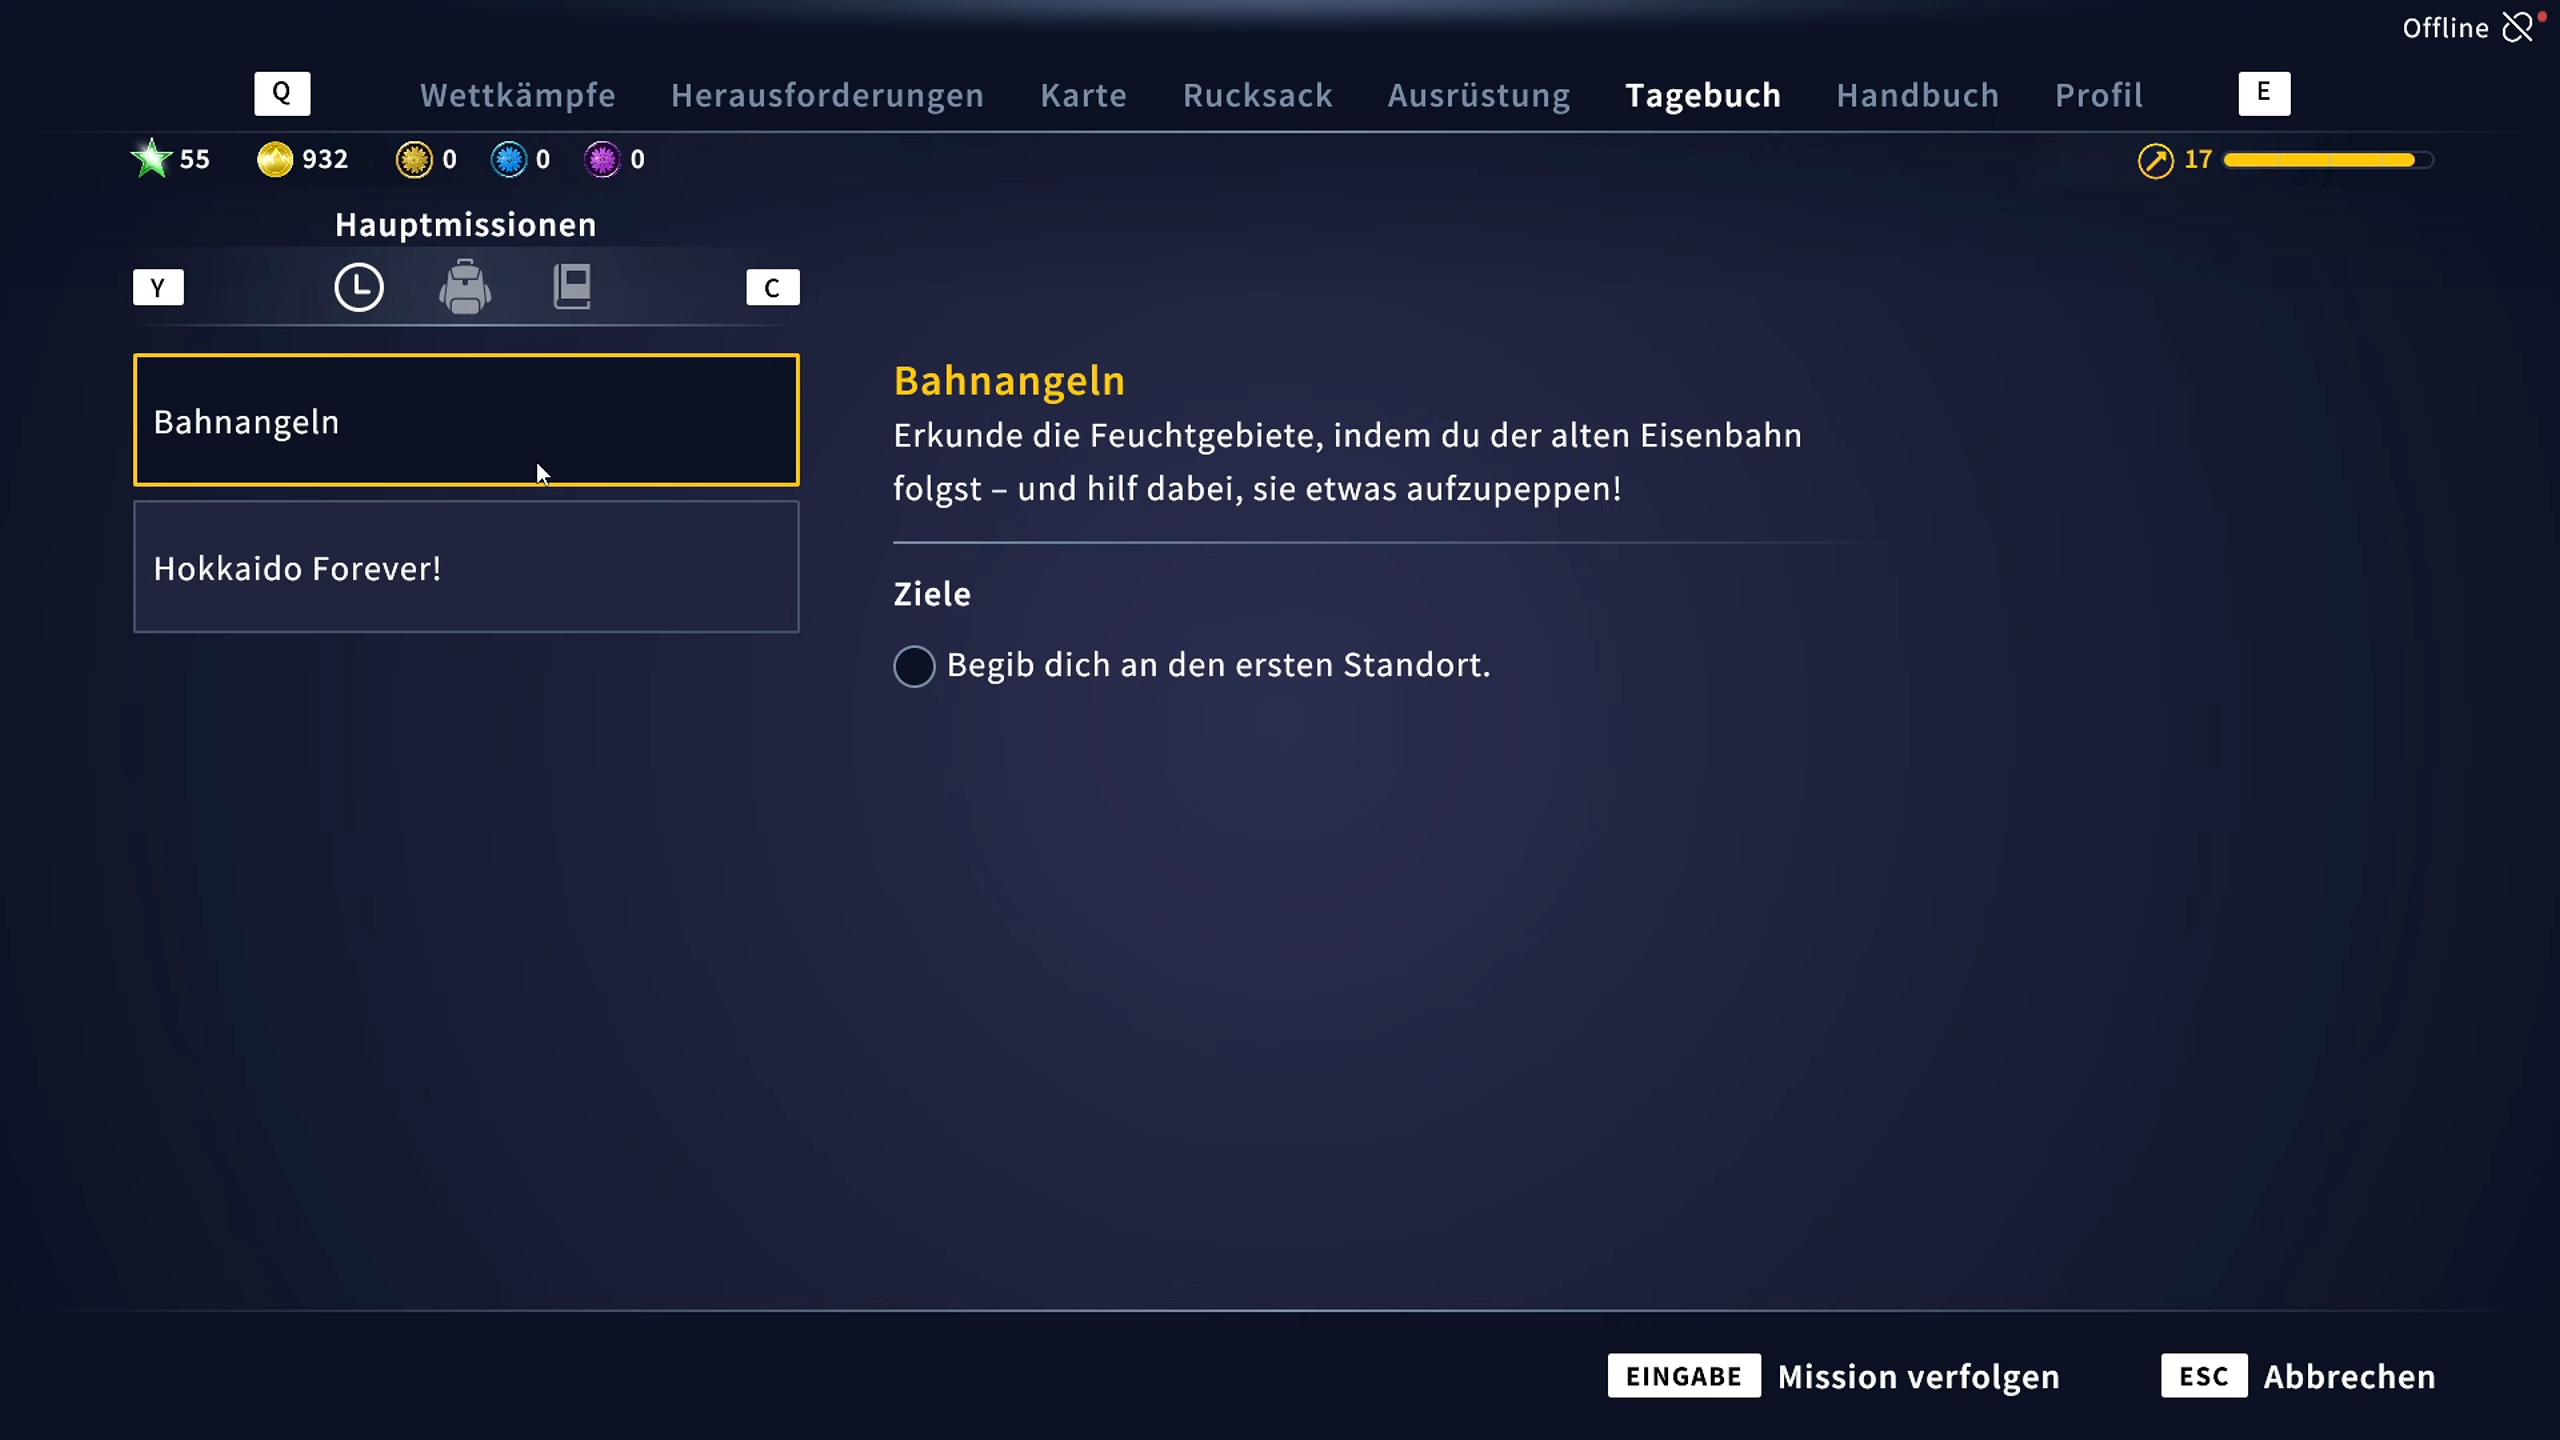 Offline
Q Wettkämpfe Herausforderungen Karte Rucksack Ausrüstung Tagebuch Handbuch Profil E
55 932 0 0 0 17
Hauptmissionen
Y C
Bahnangeln
Hokkaido Forever!
Bahnangeln
Erkunde die Feuchtgebiete, indem du der alten Eisenbahn
folgst – und hilf dabei, sie etwas aufzupeppen!
Ziele
Begib dich an den ersten Standort.
EINGABE Mission verfolgen ESC Abbrechen